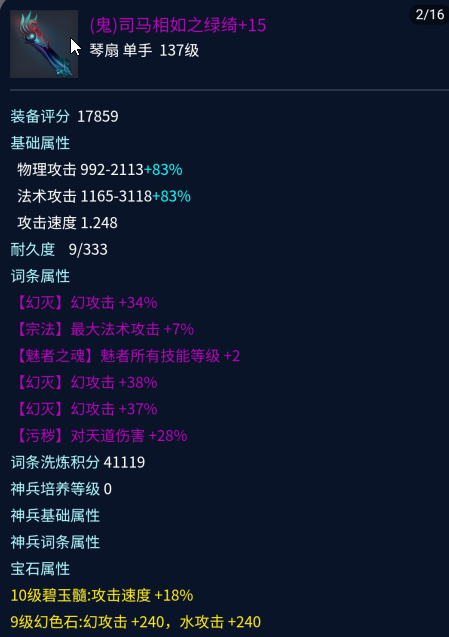 2/16
(鬼)司马相如之绿绮+15
琴扇 单手 137级
装备评分 17859
基础属性
物理攻击 992-2113+83%
法术攻击 1165-3118+83%
攻击速度 1.248
耐久度 9/333
词条属性
【幻灭】幻攻击 +34%
【宗法】最大法术攻击 +7%
【魅者之魂】魅者所有技能等级 +2
【幻灭】幻攻击 +38%
【幻灭】幻攻击 +37%
【污秽】对天道伤害 +28%
词条洗炼积分 41119
神兵培养等级 0
神兵基础属性
神兵词条属性
宝石属性
10级碧玉髓:攻击速度 +18%
9级幻色石:幻攻击 +240，水攻击 +240